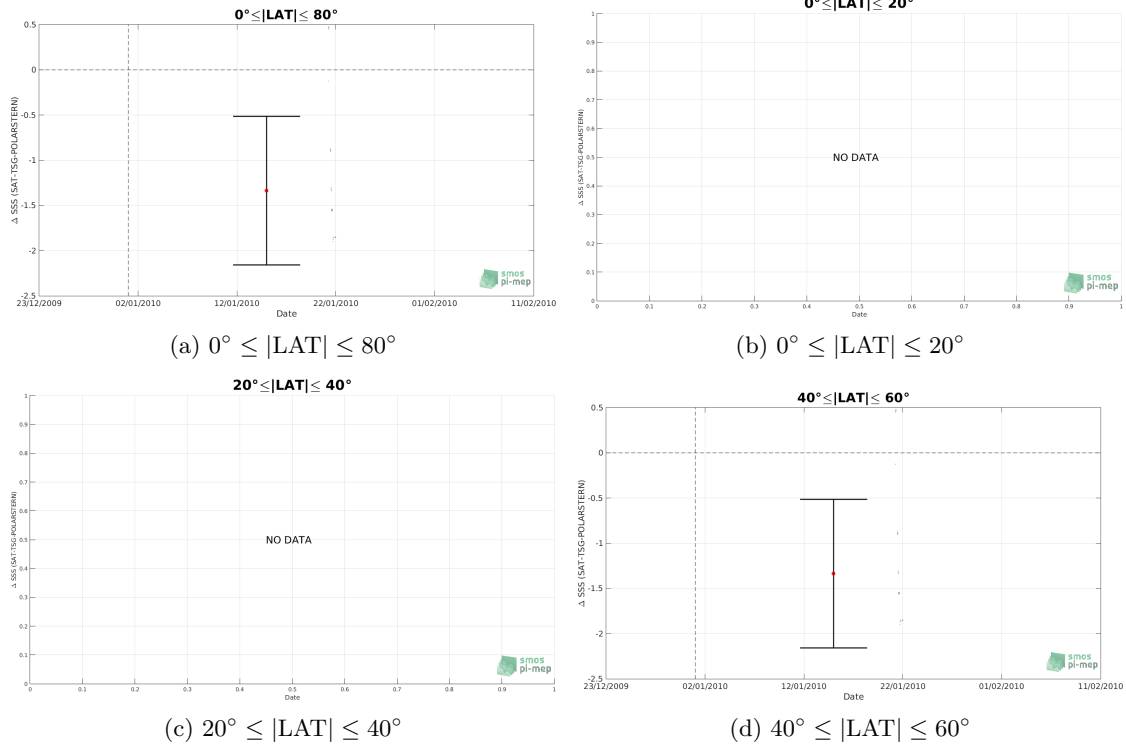 0°≤|LAT|≤ 80°
0.5
0
-0.5
-1
-1.5
-2
-2.5
Δ SSS (SAT-TSG-POLARSTERN)
23/12/2009 02/01/2010 12/01/2010 22/01/2010 01/02/2010 11/02/2010
Date
smos
pi-mep
(a) 0° ≤ |LAT| ≤ 80°
0°≤|LAT|≤ 20°
1
0.9
0.8
0.7
0.6
0.5
0.4
0.3
0.2
0.1
0
Δ SSS (SAT-TSG-POLARSTERN)
NO DATA
0 0.1 0.2 0.3 0.4 0.5 0.6 0.7 0.8 0.9 1
Date
smos
pi-mep
(b) 0° ≤ |LAT| ≤ 20°
20°≤|LAT|≤ 40°
1
0.9
0.8
0.7
0.6
0.5
0.4
0.3
0.2
0.1
0
Δ SSS (SAT-TSG-POLARSTERN)
NO DATA
0 0.1 0.2 0.3 0.4 0.5 0.6 0.7 0.8 0.9 1
Date
smos
pi-mep
(c) 20° ≤ |LAT| ≤ 40°
40°≤|LAT|≤ 60°
0.5
0
-0.5
-1
-1.5
-2
-2.5
Δ SSS (SAT-TSG-POLARSTERN)
23/12/2009 02/01/2010 12/01/2010 22/01/2010 01/02/2010 11/02/2010
Date
smos
pi-mep
(d) 40° ≤ |LAT| ≤ 60°